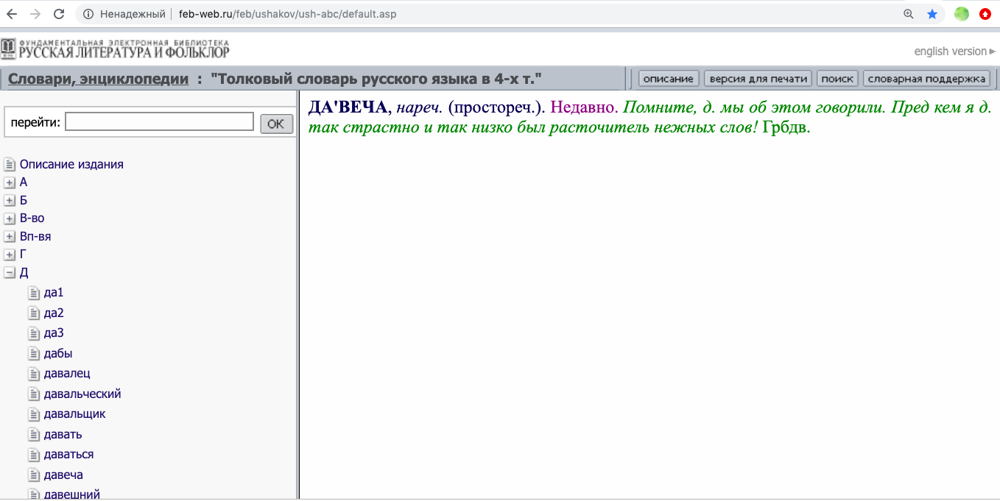 Ненадежный feb-web.ru/feb/ushakov/ush-abc/default.asp
ФУНДАМЕНТАЛЬНАЯ ЭЛЕКТРОННАЯ БИБЛИОТЕКА
РУССКАЯ ЛИТЕРАТУРА И ФОЛЬКЛОР
english version
Словари, энциклопедии : "Толковый словарь русского языка в 4-х т."
описание версия для печати поиск словарная поддержка
перейти: OK
Описание издания
А
Б
В-во
Вп-вя
Г
Д
да1
да2
да3
дабы
давалец
давальческий
давальщик
давать
даваться
давеча
давешний
ДА'ВЕЧА, нареч. (простореч.). Недавно. Помните, д. мы об этом говорили. Пред кем я д.
так страстно и так низко был расточитель нежных слов! Грбдв.